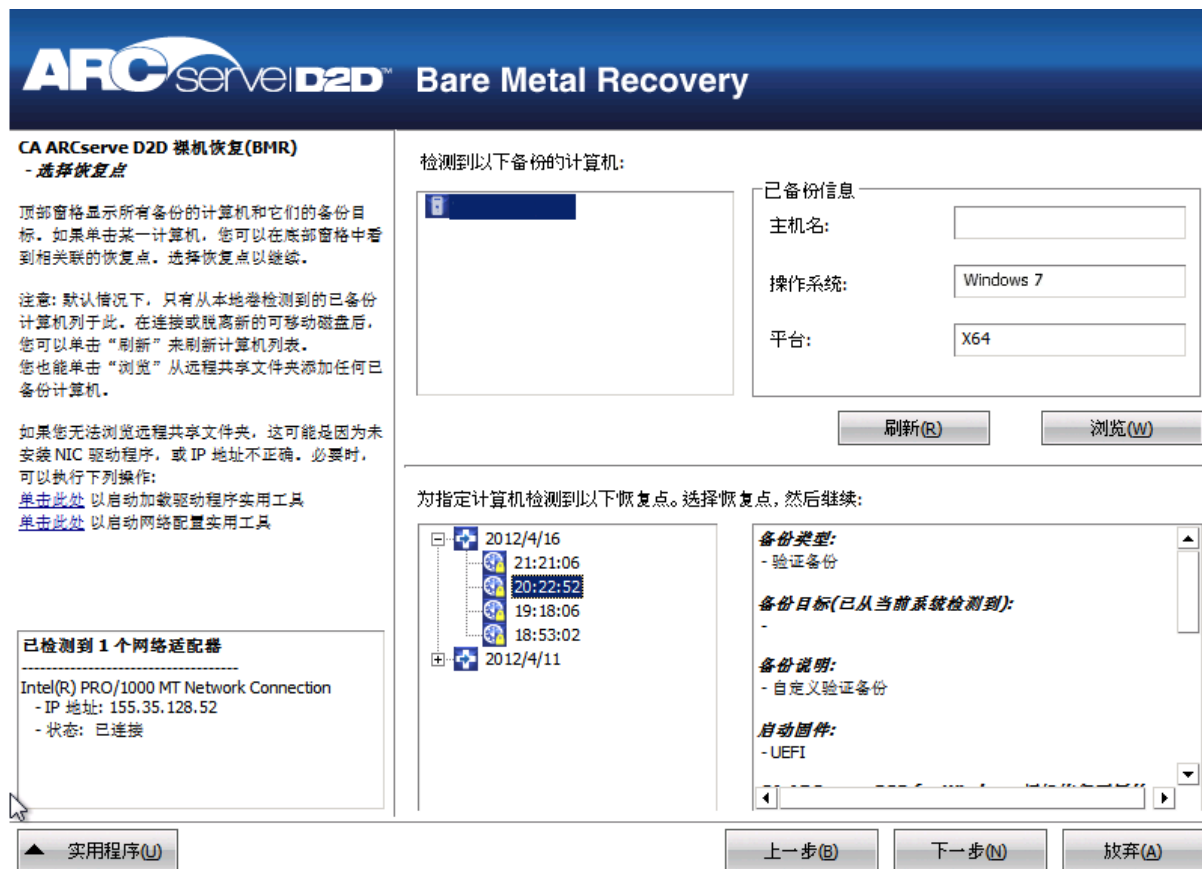 ARCserve D2D™ Bare Metal Recovery
CA ARCserve D2D 裸机恢复(BMR)
- 选择恢复点
顶部窗格显示所有备份的计算机和它们的备份目
标。如果单击某一计算机，您可以在底部窗格中看
到相关联的恢复点。选择恢复点以继续。
注意: 默认情况下，只有从本地卷检测到的已备份
计算机列于此。在连接或脱离新的可移动磁盘后，
您可以单击“刷新”来刷新计算机列表。
您也能单击“浏览”从远程共享文件夹添加任何已
备份计算机。
如果您无法浏览远程共享文件夹，这可能是因为未
安装 NIC 驱动程序，或 IP 地址不正确。必要时，
可以执行下列操作:
单击此处 以启动加载驱动程序实用工具
单击此处 以启动网络配置实用工具
已检测到 1 个网络适配器
------------------------------------
Intel(R) PRO/1000 MT Network Connection
- IP 地址: 155.35.128.52
- 状态: 已连接
检测到以下备份的计算机:
已备份信息
主机名:
操作系统: Windows 7
平台: X64
刷新(R) 浏览(W)
为指定计算机检测到以下恢复点。选择恢复点，然后继续:
2012/4/16
21:21:06
20:22:52
19:18:06
18:53:02
2012/4/11
备份类型:
- 验证备份
备份目标(已从当前系统检测到):
-
备份说明:
- 自定义验证备份
启动固件:
- UEFI
实用程序(U) 上一步(B) 下一步(N) 放弃(A)